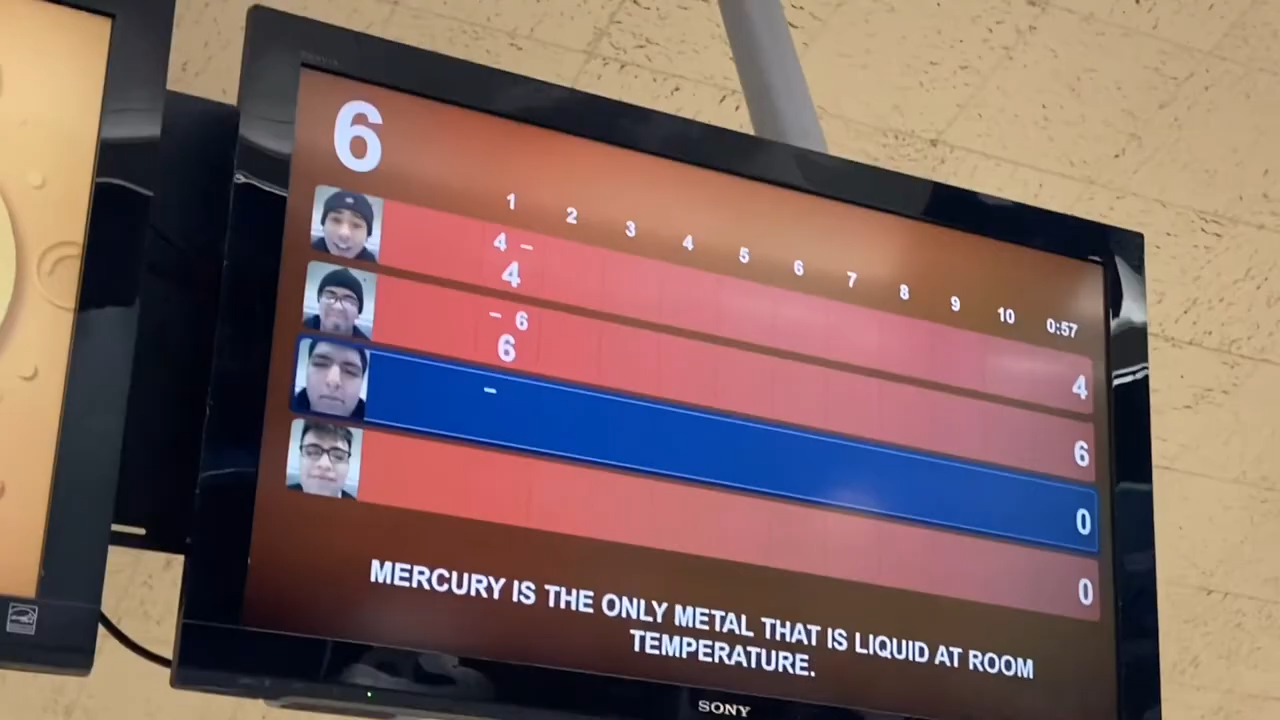 6
1 2 3 4 5 6 7 8 9 10 0:57
4 -
4 4
- 6
6 6
-
0
0
MERCURY IS THE ONLY METAL THAT IS LIQUID AT ROOM
TEMPERATURE.
SONY